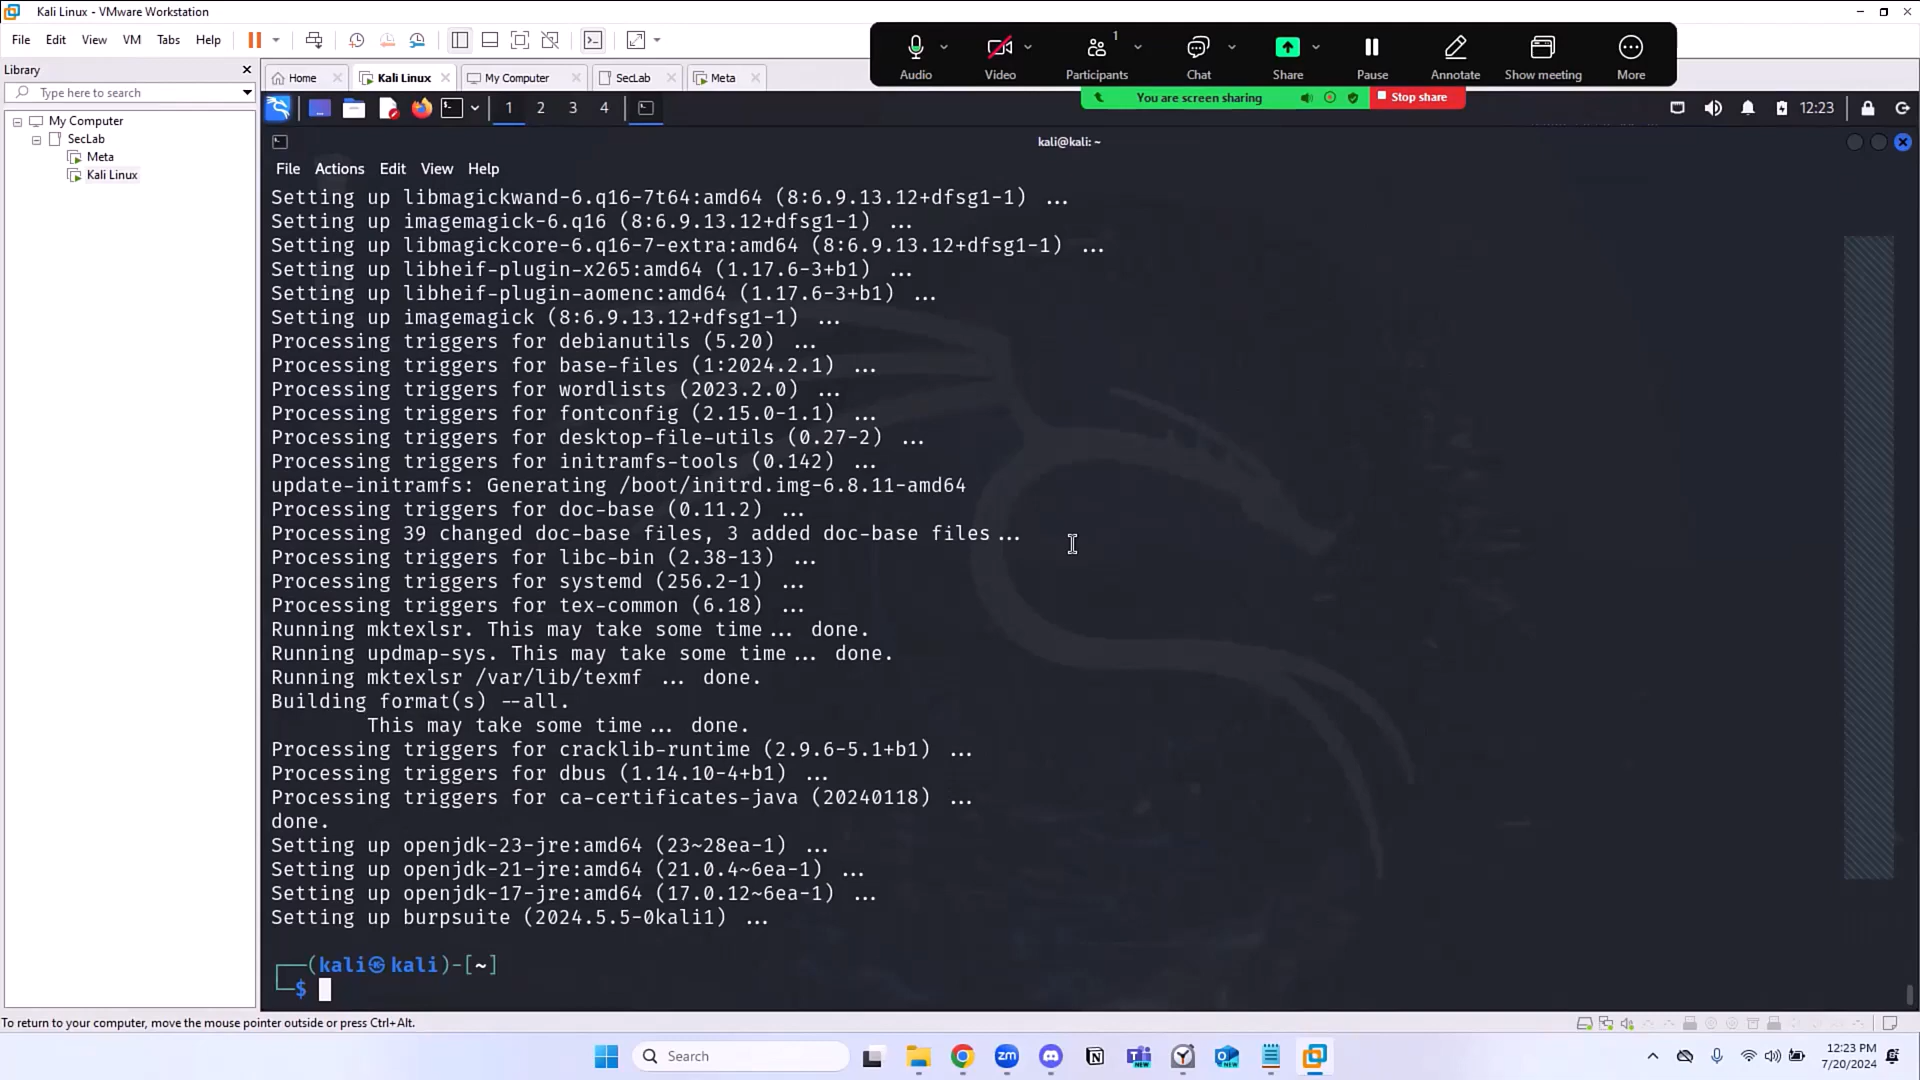 Kali Linux - VMware Workstation
File Edit View VM Tabs Help
Audio Video Participants 1 Chat Share Pause Annotate Show meeting More
Library
Type here to search
Home Kali Linux My Computer SecLab Meta
You are screen sharing Stop share
1 2 3 4
12:23
My Computer
SecLab
Meta
Kali Linux
kali@kali: ~
File Actions Edit View Help
Setting up libmagickwand-6.q16-7t64:amd64 (8:6.9.13.12+dfsg1-1) ...
Setting up imagemagick-6.q16 (8:6.9.13.12+dfsg1-1) ...
Setting up libmagickcore-6.q16-7-extra:amd64 (8:6.9.13.12+dfsg1-1) ...
Setting up libheif-plugin-x265:amd64 (1.17.6-3+b1) ...
Setting up libheif-plugin-aomenc:amd64 (1.17.6-3+b1) ...
Setting up imagemagick (8:6.9.13.12+dfsg1-1) ...
Processing triggers for debianutils (5.20) ...
Processing triggers for base-files (1:2024.2.1) ...
Processing triggers for wordlists (2023.2.0) ...
Processing triggers for fontconfig (2.15.0-1.1) ...
Processing triggers for desktop-file-utils (0.27-2) ...
Processing triggers for initramfs-tools (0.142) ...
update-initramfs: Generating /boot/initrd.img-6.8.11-amd64
Processing triggers for doc-base (0.11.2) ...
Processing 39 changed doc-base files, 3 added doc-base files...
Processing triggers for libc-bin (2.38-13) ...
Processing triggers for systemd (256.2-1) ...
Processing triggers for tex-common (6.18) ...
Running mktexlsr. This may take some time... done.
Running updmap-sys. This may take some time... done.
Running mktexlsr /var/lib/texmf ... done.
Building format(s) --all.
This may take some time... done.
Processing triggers for cracklib-runtime (2.9.6-5.1+b1) ...
Processing triggers for dbus (1.14.10-4+b1) ...
Processing triggers for ca-certificates-java (20240118) ...
done.
Setting up openjdk-23-jre:amd64 (23~28ea-1) ...
Setting up openjdk-21-jre:amd64 (21.0.4~6ea-1) ...
Setting up openjdk-17-jre:amd64 (17.0.12~6ea-1) ...
Setting up burpsuite (2024.5.5-0kali1) ...
┌──(kali㉿kali)-[~]
└─$
To return to your computer, move the mouse pointer outside or press Ctrl+Alt.
Search
zm
NEW
NEW
12:23 PM
7/20/2024